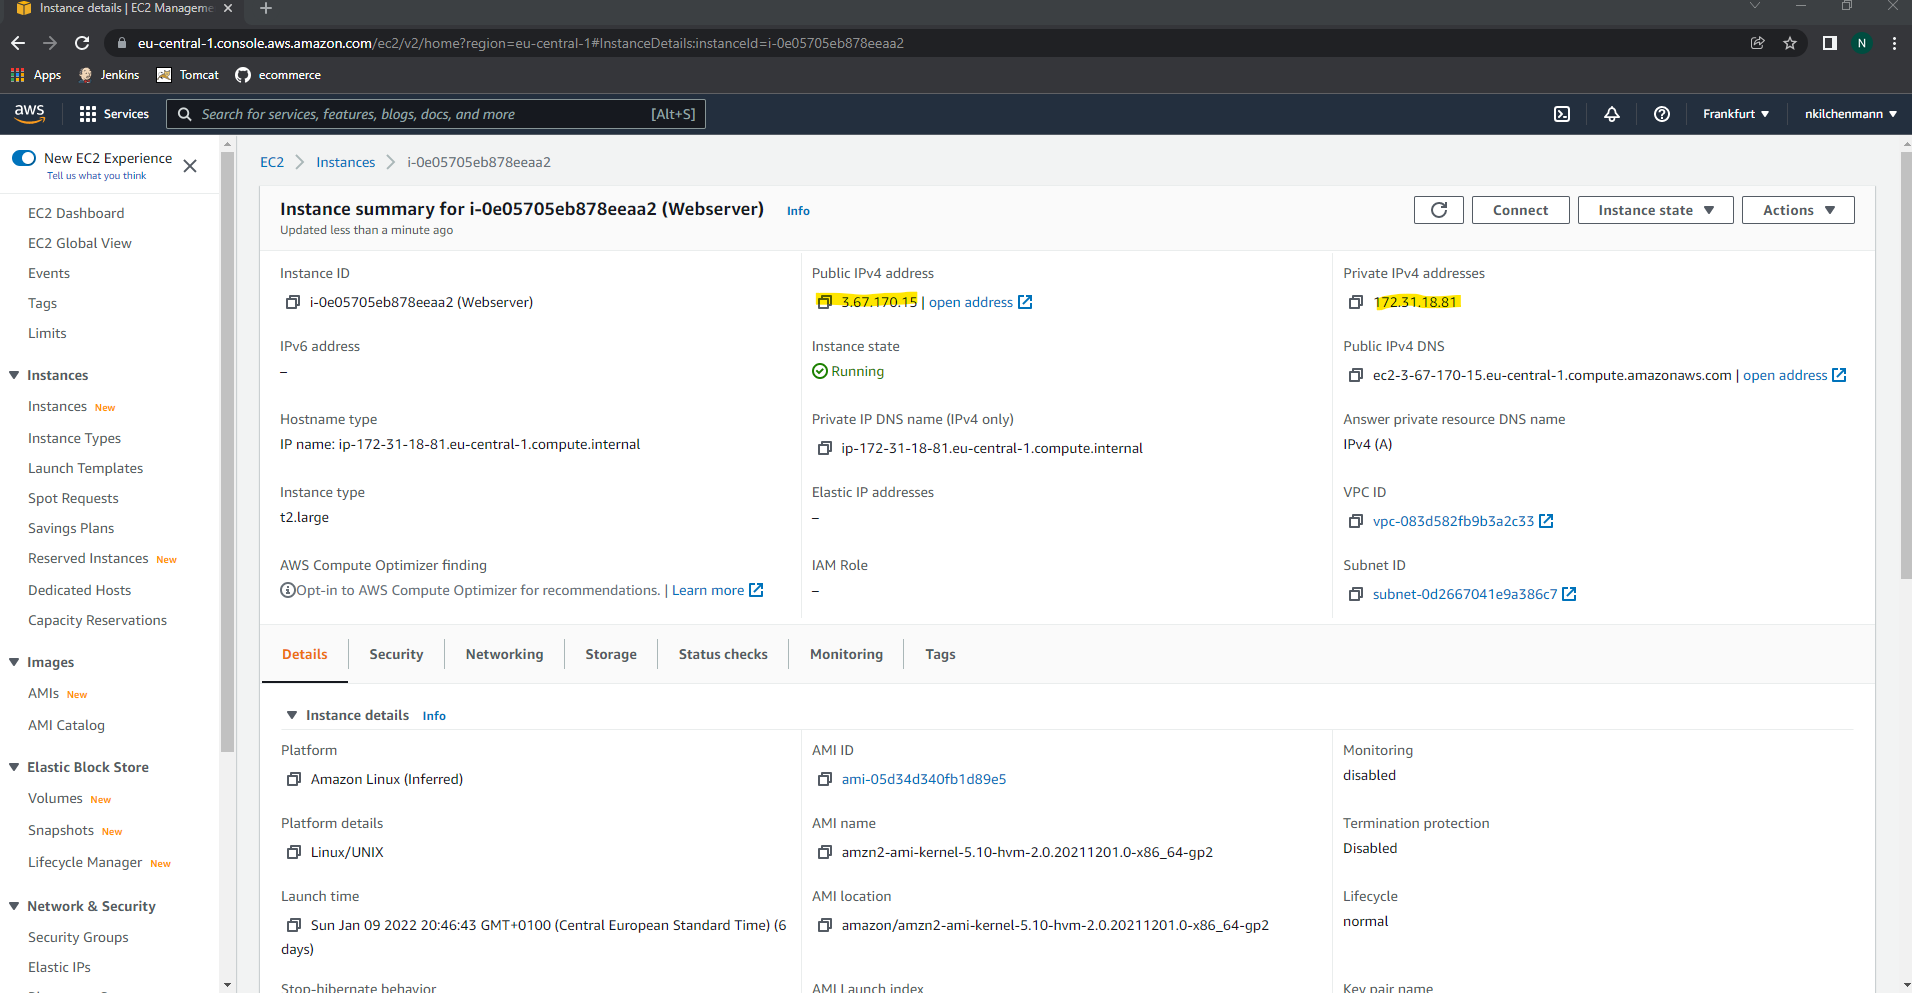 Instance details | EC2 Manageme
eu-central-1.console.aws.amazon.com/ec2/v2/home?region=eu-central-1#InstanceDetails:instanceId=i-0e05705eb878eeaa2
N
Apps Jenkins Tomcat ecommerce
aws Services Search for services, features, blogs, docs, and more [Alt+S] Frankfurt nkilchenmann
New EC2 Experience
Tell us what you think
EC2 Dashboard
EC2 Global View
Events
Tags
Limits
Instances
Instances New
Instance Types
Launch Templates
Spot Requests
Savings Plans
Reserved Instances New
Dedicated Hosts
Capacity Reservations
Images
AMIs New
AMI Catalog
Elastic Block Store
Volumes New
Snapshots New
Lifecycle Manager New
Network & Security
Security Groups
Elastic IPs
EC2 Instances i-0e05705eb878eeaa2
Instance summary for i-0e05705eb878eeaa2 (Webserver) Info
Updated less than a minute ago
Connect Instance state Actions
Instance ID
i-0e05705eb878eeaa2 (Webserver)
Public IPv4 address
3.67.170.15 | open address
Private IPv4 addresses
172.31.18.81
IPv6 address
–
Instance state
Running
Public IPv4 DNS
ec2-3-67-170-15.eu-central-1.compute.amazonaws.com | open address
Hostname type
IP name: ip-172-31-18-81.eu-central-1.compute.internal
Private IP DNS name (IPv4 only)
ip-172-31-18-81.eu-central-1.compute.internal
Answer private resource DNS name
IPv4 (A)
Instance type
t2.large
Elastic IP addresses
–
VPC ID
vpc-083d582fb9b3a2c33
AWS Compute Optimizer finding
Opt-in to AWS Compute Optimizer for recommendations. | Learn more
IAM Role
–
Subnet ID
subnet-0d2667041e9a386c7
Details Security Networking Storage Status checks Monitoring Tags
Instance details Info
Platform
Amazon Linux (Inferred)
AMI ID
ami-05d34d340fb1d89e5
Monitoring
disabled
Platform details
Linux/UNIX
AMI name
amzn2-ami-kernel-5.10-hvm-2.0.20211201.0-x86_64-gp2
Termination protection
Disabled
Launch time
Sun Jan 09 2022 20:46:43 GMT+0100 (Central European Standard Time) (6
days)
AMI location
amazon/amzn2-ami-kernel-5.10-hvm-2.0.20211201.0-x86_64-gp2
Lifecycle
normal
Stop-hibernate behavior
AMI Launch index
Key pair name